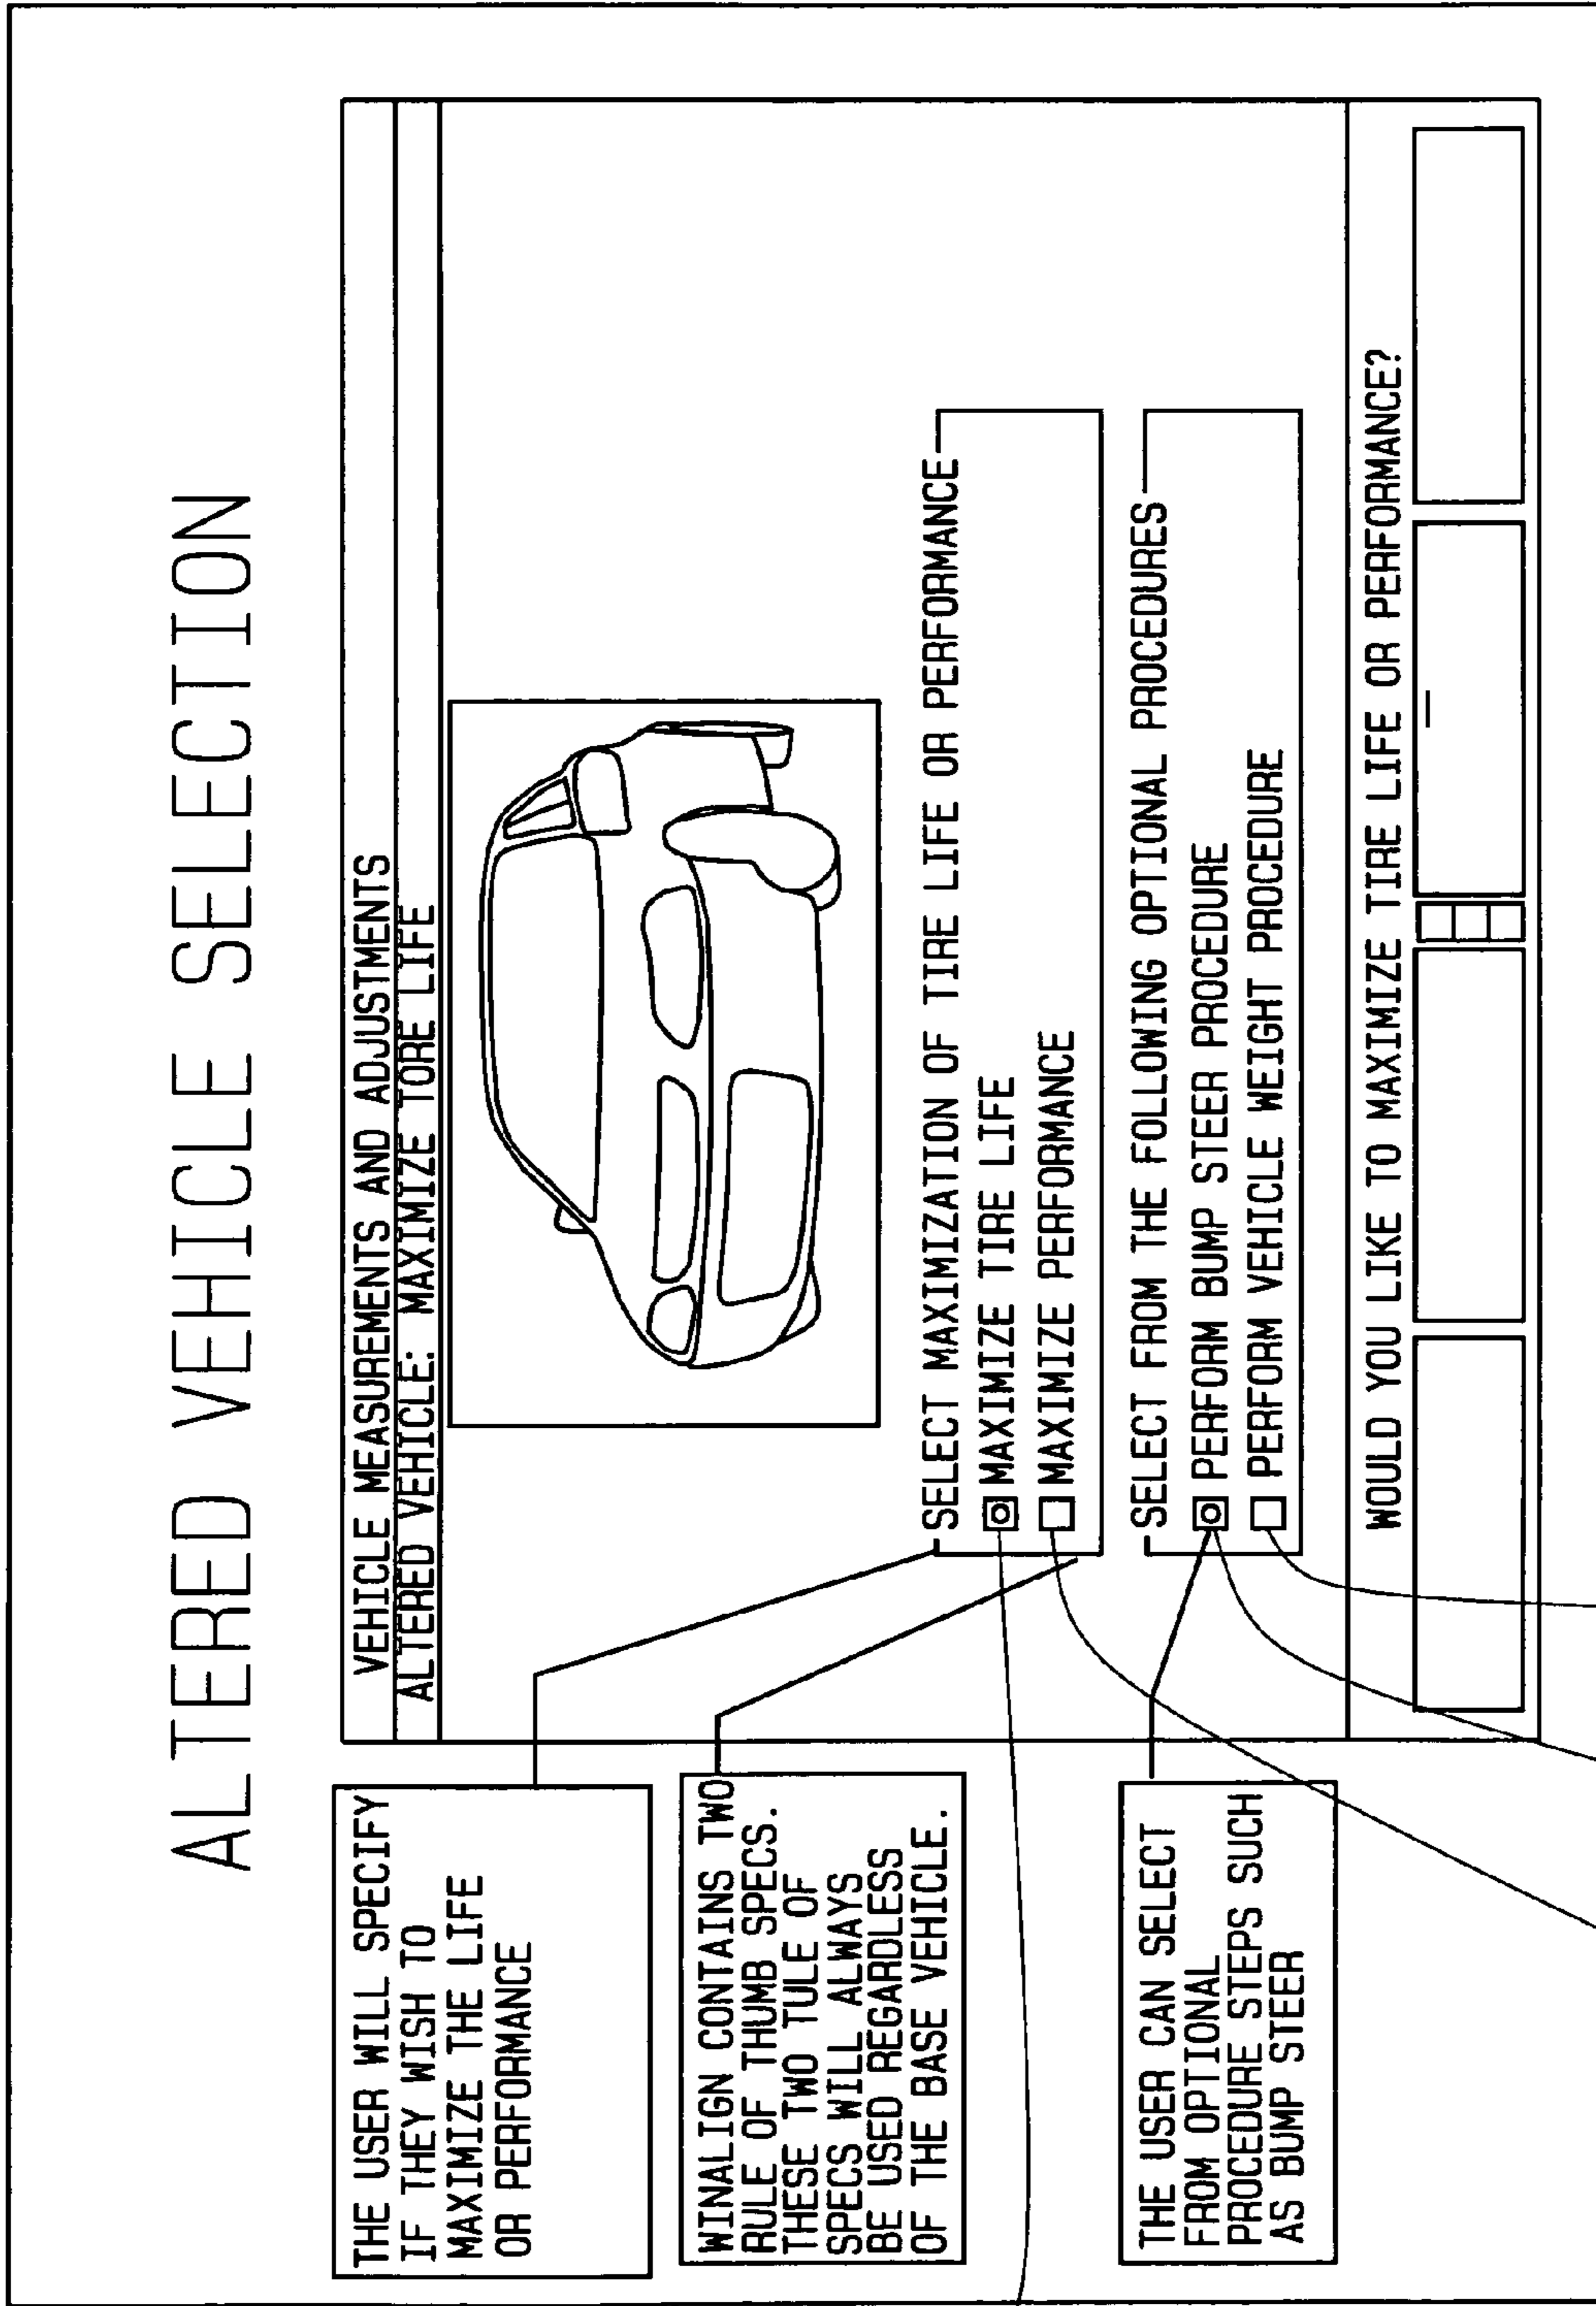 ALTERED VEHICLE SELECTION
VEHICLE MEASUREMENTS AND ADJUSTMENTS
ALTERED VEHICLE: MAXIMIZE TORE LIFE
SELECT MAXIMIZATION OF TIRE LIFE OR PERFORMANCE
MAXIMIZE TIRE LIFE
MAXIMIZE PERFORMANCE
SELECT FROM THE FOLLOWING OPTIONAL PROCEDURES
PERFORM BUMP STEER PROCEDURE
PERFORM VEHICLE WEIGHT PROCEDURE
WOULD YOU LIKE TO MAXIMIZE TIRE LIFE OR PERFORMANCE?
THE USER WILL SPECIFY
IF THEY WISH TO
MAXIMIZE THE LIFE
OR PERFORMANCE
WINALIGN CONTAINS TWO
RULE OF THUMB SPECS.
THESE TWO TULE OF
SPECS WILL ALWAYS
BE USED REGARDLESS
OF THE BASE VEHICLE.
THE USER CAN SELECT
FROM OPTIONAL
PROCEDURE STEPS SUCH
AS BUMP STEER